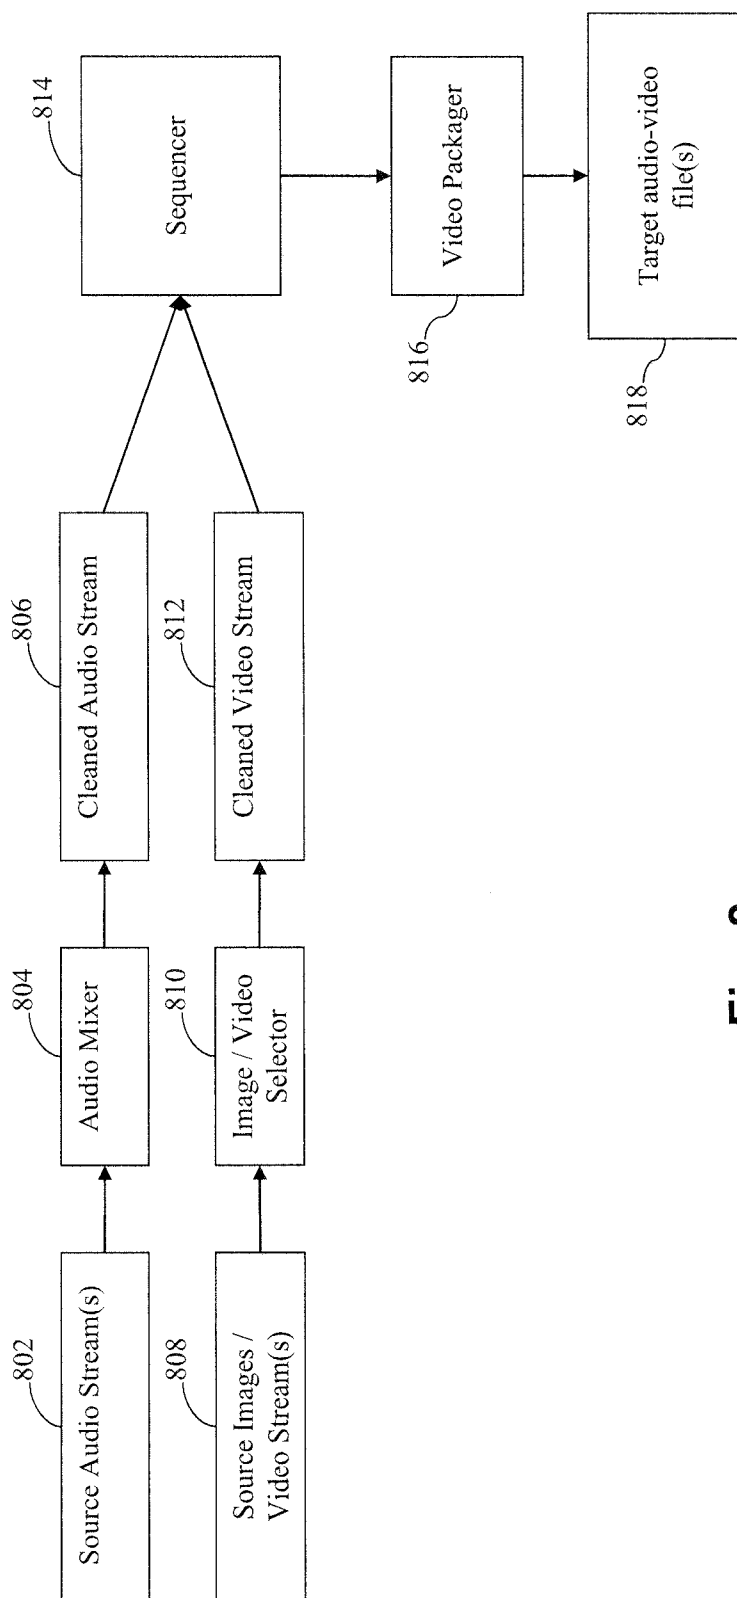 802
Source Audio Stream(s)
804
Audio Mixer
806
Cleaned Audio Stream
808
Source Images /
Video Stream(s)
810
Image / Video
Selector
812
Cleaned Video Stream
814
Sequencer
816
Video Packager
818
Target audio-video
file(s)